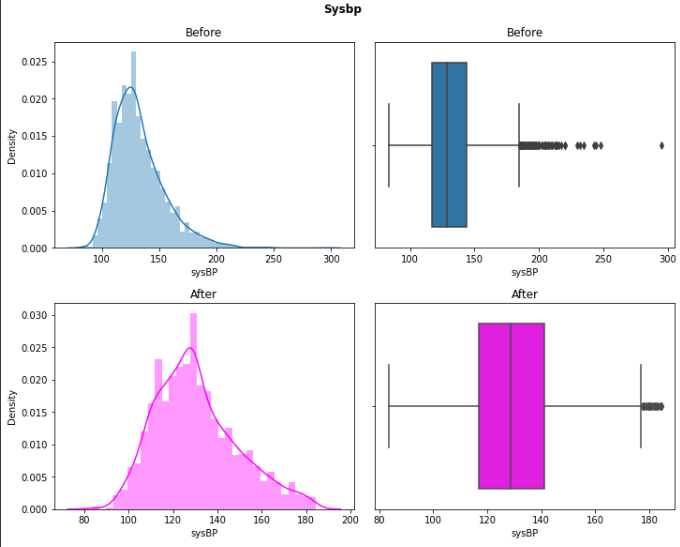 Sysbp
Before
Before
0.025
0.020
0.015
0.010
0.005
0.000
Density
100 150 200 250 300
sysBP
100 150 200 250 300
sysBP
After
After
0.030
0.025
0.020
0.015
0.010
0.005
0.000
Density
80 100 120 140 160 180 200
sysBP
80 100 120 140 160 180
sysBP